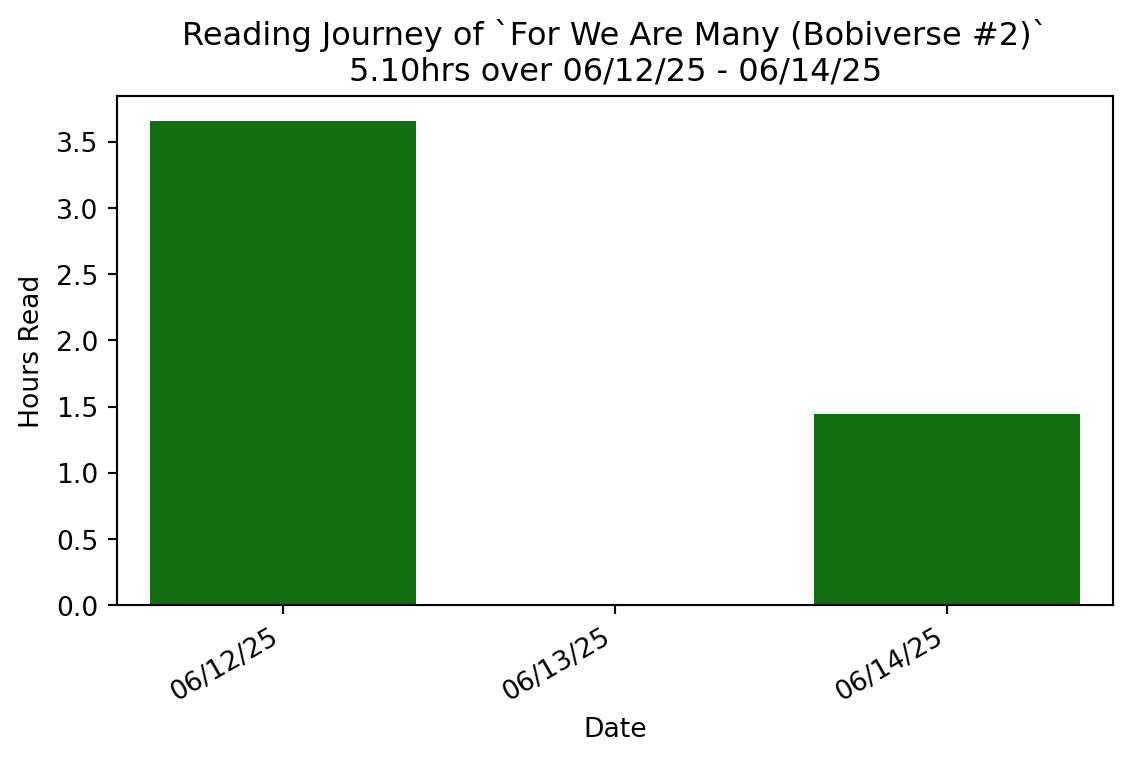 Reading Journey of `For We Are Many (Bobiverse #2)`
5.10hrs over 06/12/25 - 06/14/25
Hours Read
3.5
3.0
2.5
2.0
1.5
1.0
0.5
0.0
06/12/25
06/13/25
06/14/25
Date